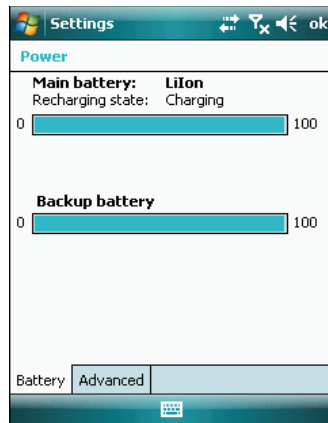 Settings ok
Power
Main battery: LiIon
Recharging state: Charging
0 100
Backup battery
0 100
Battery Advanced